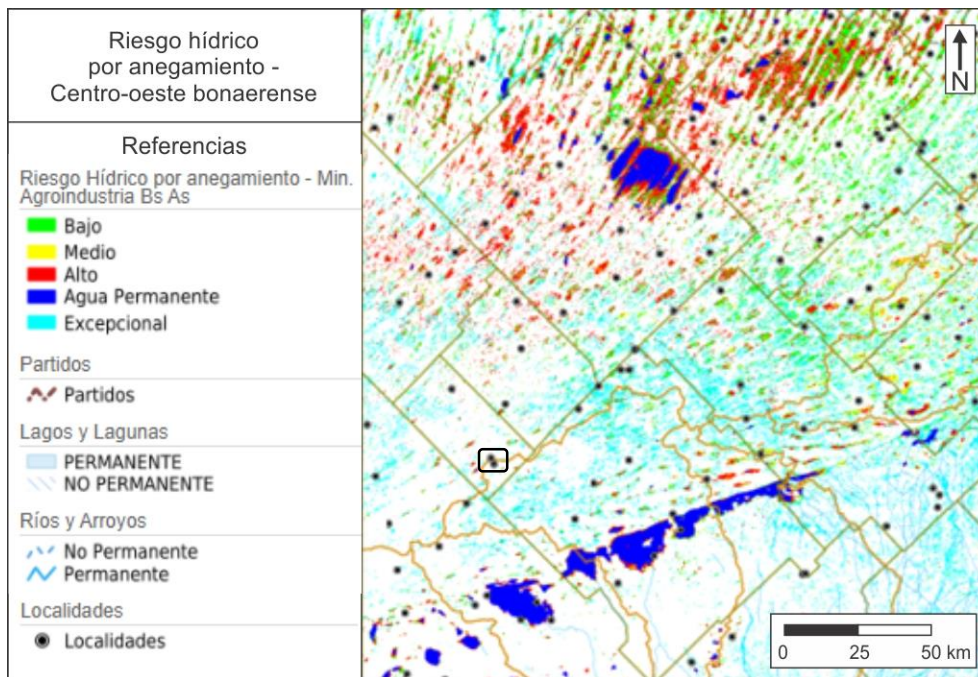 Riesgo hídrico
por anegamiento -
Centro-oeste bonaerense
Referencias
Riesgo Hídrico por anegamiento - Min.
Agroindustria Bs As
Bajo
Medio
Alto
Agua Permanente
Excepcional
Partidos
Partidos
Lagos y Lagunas
PERMANENTE
NO PERMANENTE
Ríos y Arroyos
No Permanente
Permanente
Localidades
Localidades
N
0 25 50 km